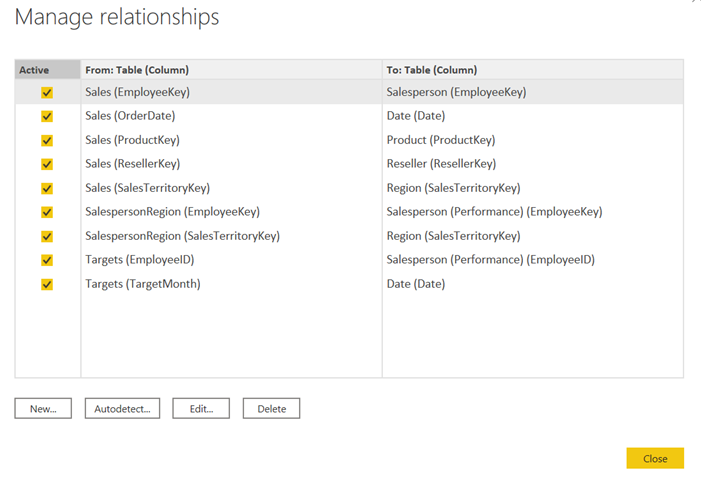 Manage relationships
Active From: Table (Column) To: Table (Column)
Sales (EmployeeKey) Salesperson (EmployeeKey)
Sales (OrderDate) Date (Date)
Sales (ProductKey) Product (ProductKey)
Sales (ResellerKey) Reseller (ResellerKey)
Sales (SalesTerritoryKey) Region (SalesTerritoryKey)
SalespersonRegion (EmployeeKey) Salesperson (Performance) (EmployeeKey)
SalespersonRegion (SalesTerritoryKey) Region (SalesTerritoryKey)
Targets (EmployeeID) Salesperson (Performance) (EmployeeID)
Targets (TargetMonth) Date (Date)
New... Autodetect... Edit... Delete
Close